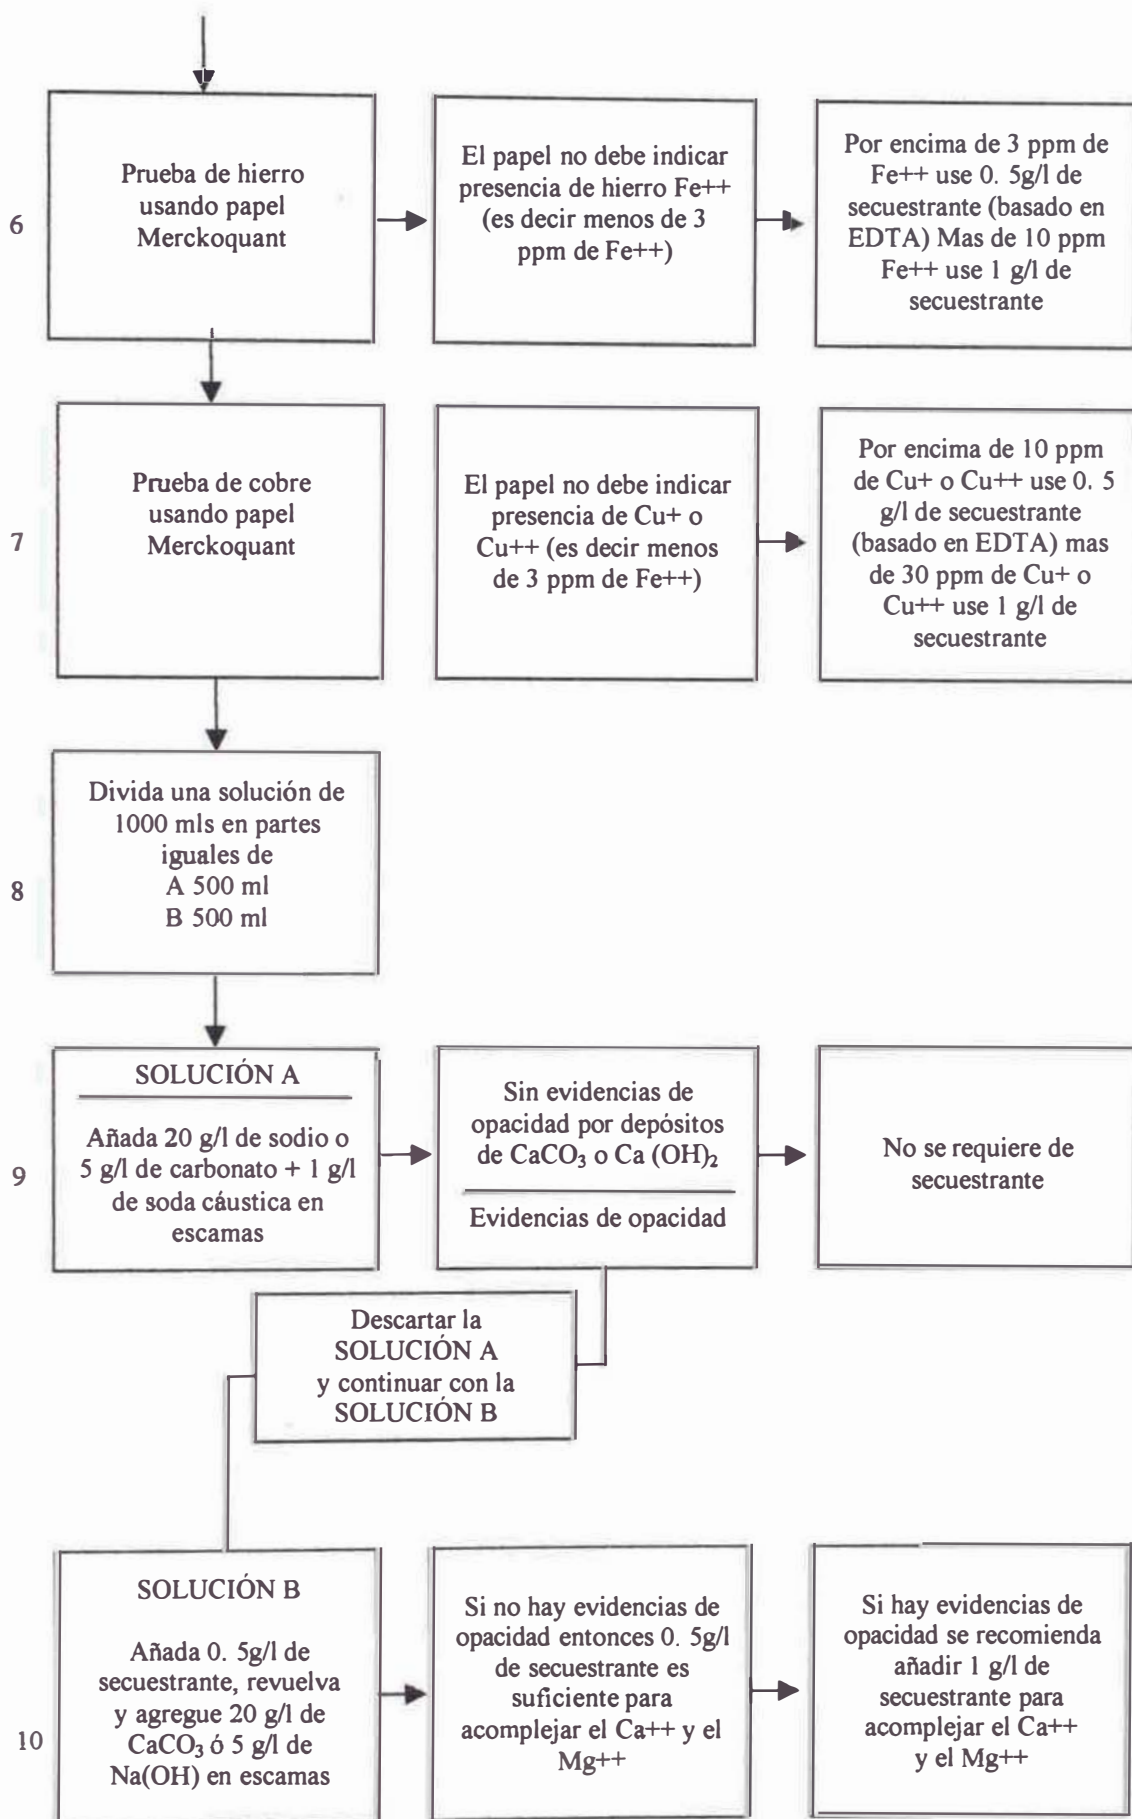 6
Prueba de hierro
usando papel
Merckoquant
El papel no debe indicar
presencia de hierro Fe++
(es decir menos de 3
ppm de Fe++)
Por encima de 3 ppm de
Fe++ use 0. 5g/l de
secuestrante (basado en
EDTA) Mas de 10 ppm
Fe++ use 1 g/l de
secuestrante
7
Prueba de cobre
usando papel
Merckoquant
El papel no debe indicar
presencia de Cu+ o
Cu++ (es decir menos
de 3 ppm de Fe++)
Por encima de 10 ppm
de Cu+ o Cu++ use 0. 5
g/l de secuestrante
(basado en EDTA) mas
de 30 ppm de Cu+ o
Cu++ use 1 g/l de
secuestrante
8
Divida una solución de
1000 mls en partes
iguales de
A 500 ml
B 500 ml
9
SOLUCIÓN A
Añada 20 g/l de sodio o
5 g/l de carbonato + 1 g/l
de soda cáustica en
escamas
Sin evidencias de
opacidad por depósitos
de CaCO₃ o Ca (OH)₂
Evidencias de opacidad
No se requiere de
secuestrante
Descartar la
SOLUCIÓN A
y continuar con la
SOLUCIÓN B
10
SOLUCIÓN B
Añada 0. 5g/l de
secuestrante, revuelva
y agregue 20 g/l de
CaCO₃ ó 5 g/l de
Na(OH) en escamas
Si no hay evidencias de
opacidad entonces 0. 5g/l
de secuestrante es
suficiente para
acomplejar el Ca++ y el
Mg++
Si hay evidencias de
opacidad se recomienda
añadir 1 g/l de
secuestrante para
acomplejar el Ca++
y el Mg++